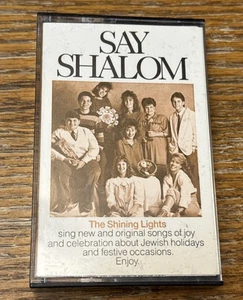 SAY
SHALOM
The Shining Lights
sing new and original songs of joy
and celebration about Jewish holidays
and festive occasions.
Enjoy.